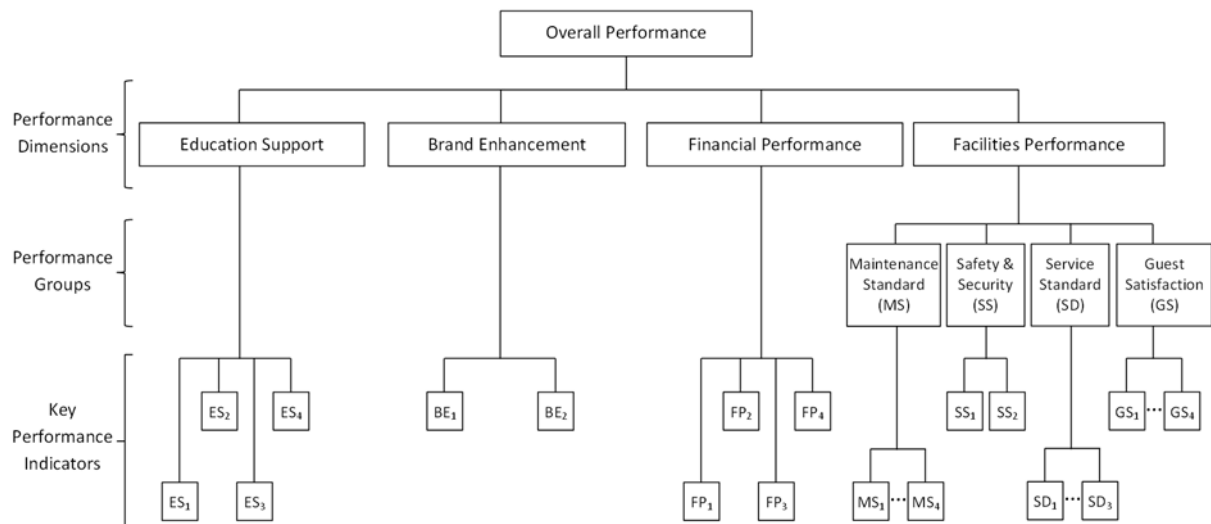 Overall Performance
Performance
Dimensions
Education Support
Brand Enhancement
Financial Performance
Facilities Performance
Performance
Groups
Maintenance
Standard
(MS)
Safety &
Security
(SS)
Service
Standard
(SD)
Guest
Satisfaction
(GS)
Key
Performance
Indicators
ES₂
ES₄
BE₁
BE₂
FP₂
FP₄
SS₁
SS₂
GS₁ ... GS₄
ES₁
ES₃
FP₁
FP₃
MS₁ ... MS₄
SD₁ ... SD₃